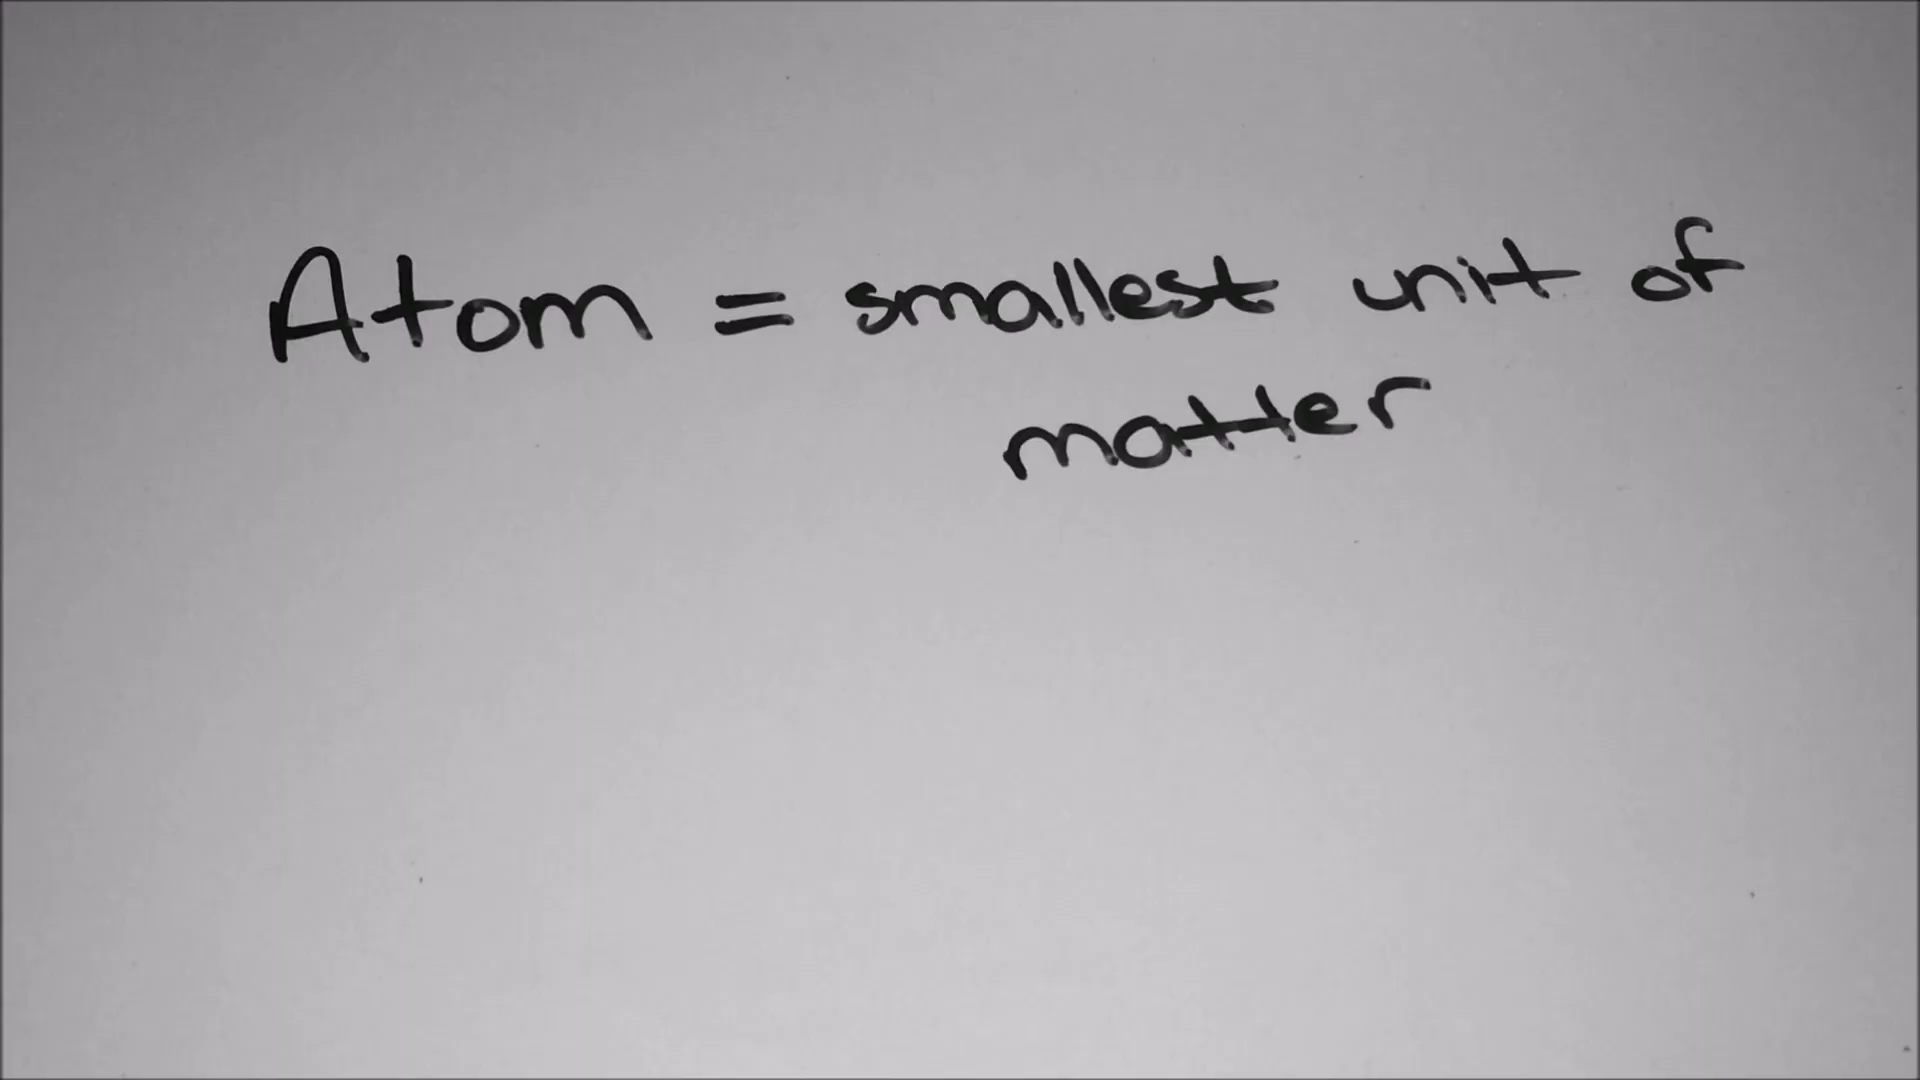 Atom = smallest unit of
matter